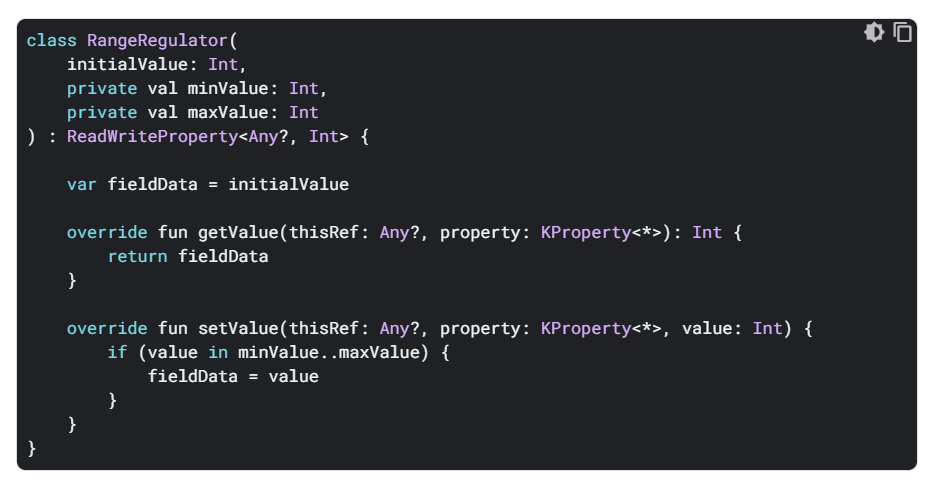 class RangeRegulator(
    initialValue: Int,
    private val minValue: Int,
    private val maxValue: Int
) : ReadWriteProperty<Any?, Int> {

    var fieldData = initialValue

    override fun getValue(thisRef: Any?, property: KProperty<*>): Int {
        return fieldData
    }

    override fun setValue(thisRef: Any?, property: KProperty<*>, value: Int) {
        if (value in minValue..maxValue) {
            fieldData = value
        }
    }
}